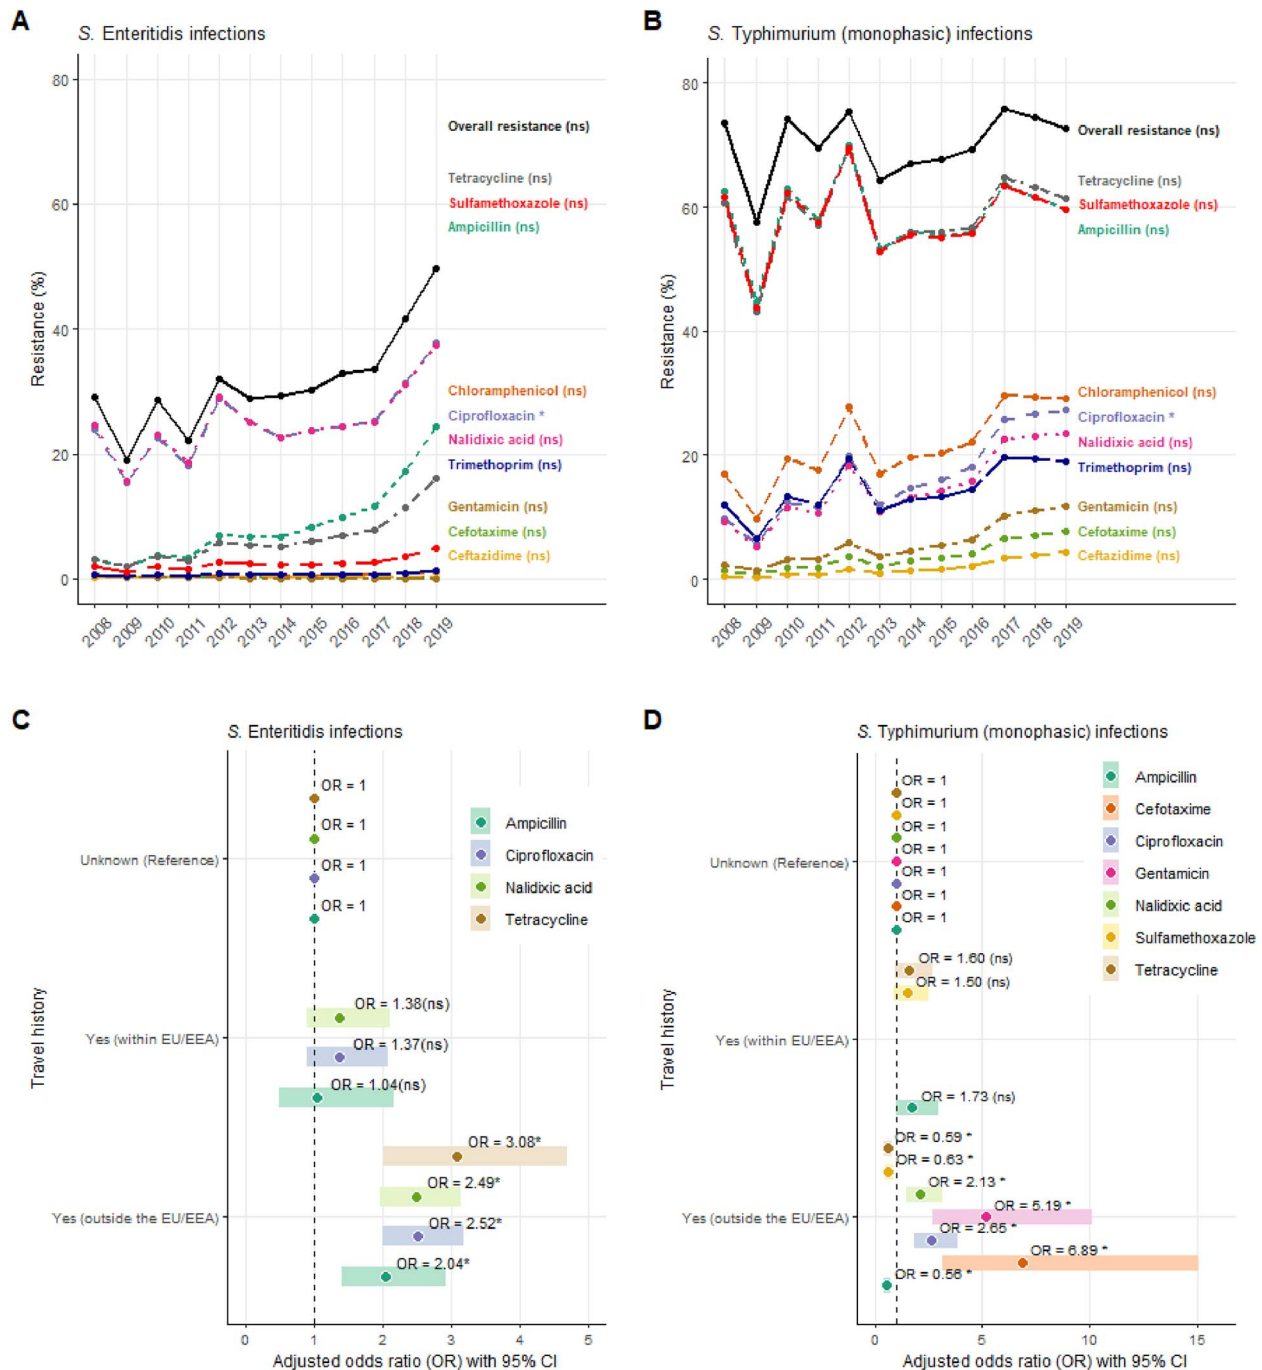 A
S. Enteritidis infections
80
60
40
20
0
Resistance (%)
Overall resistance (ns)
Tetracycline (ns)
Sulfamethoxazole (ns)
Ampicillin (ns)
Chloramphenicol (ns)
Ciprofloxacin *
Nalidixic acid (ns)
Trimethoprim (ns)
Gentamicin (ns)
Cefotaxime (ns)
Ceftazidime (ns)
2008 2009 2010 2011 2012 2013 2014 2015 2016 2017 2018 2019
B
S. Typhimurium (monophasic) infections
80
60
40
20
0
Resistance (%)
Overall resistance (ns)
Tetracycline (ns)
Sulfamethoxazole (ns)
Ampicillin (ns)
Chloramphenicol (ns)
Ciprofloxacin *
Nalidixic acid (ns)
Trimethoprim (ns)
Gentamicin (ns)
Cefotaxime (ns)
Ceftazidime (ns)
2008 2009 2010 2011 2012 2013 2014 2015 2016 2017 2018 2019
C
S. Enteritidis infections
Travel history
Unknown (Reference)
Yes (within EU/EEA)
Yes (outside the EU/EEA)
OR = 1
OR = 1
OR = 1
OR = 1
OR = 1.38(ns)
OR = 1.37(ns)
OR = 1.04(ns)
OR = 3.08*
OR = 2.49*
OR = 2.52*
OR = 2.04*
Ampicillin
Ciprofloxacin
Nalidixic acid
Tetracycline
0 1 2 3 4 5
Adjusted odds ratio (OR) with 95% CI
D
S. Typhimurium (monophasic) infections
Travel history
Unknown (Reference)
Yes (within EU/EEA)
Yes (outside the EU/EEA)
OR = 1
OR = 1
OR = 1
OR = 1
OR = 1
OR = 1
OR = 1
OR = 1.60 (ns)
OR = 1.50 (ns)
OR = 1.73 (ns)
OR = 0.59 *
OR = 0.63 *
OR = 2.13 *
OR = 5.19 *
OR = 2.65 *
OR = 6.89 *
OR = 0.56 *
Ampicillin
Cefotaxime
Ciprofloxacin
Gentamicin
Nalidixic acid
Sulfamethoxazole
Tetracycline
0 5 10 15
Adjusted odds ratio (OR) with 95% CI